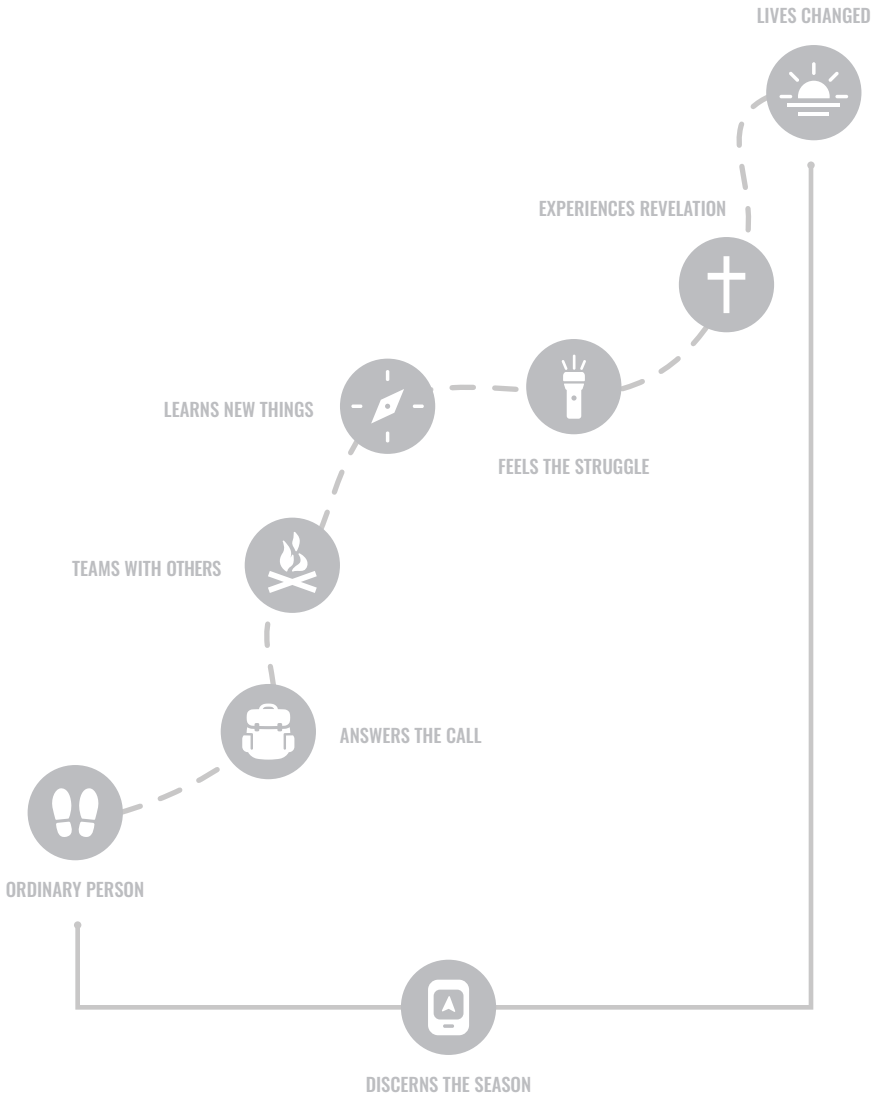 LIVES CHANGED
EXPERIENCES REVELATION
LEARNS NEW THINGS
FEELS THE STRUGGLE
TEAMS WITH OTHERS
ANSWERS THE CALL
ORDINARY PERSON
DISCERNS THE SEASON